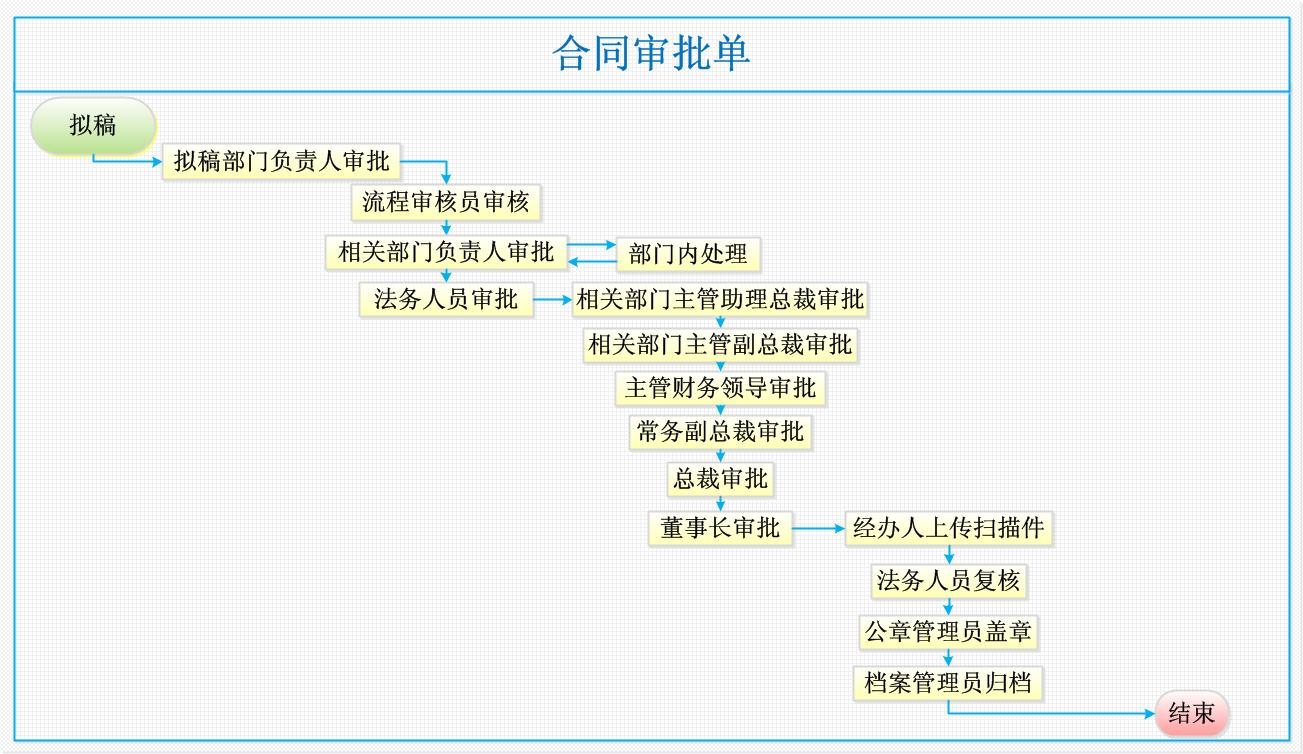 合同审批单
拟稿
拟稿部门负责人审批
流程审核员审核
相关部门负责人审批
部门内处理
法务人员审批
相关部门主管助理总裁审批
相关部门主管副总裁审批
主管财务领导审批
常务副总裁审批
总裁审批
董事长审批
经办人上传扫描件
法务人员复核
公章管理员盖章
档案管理员归档
结束